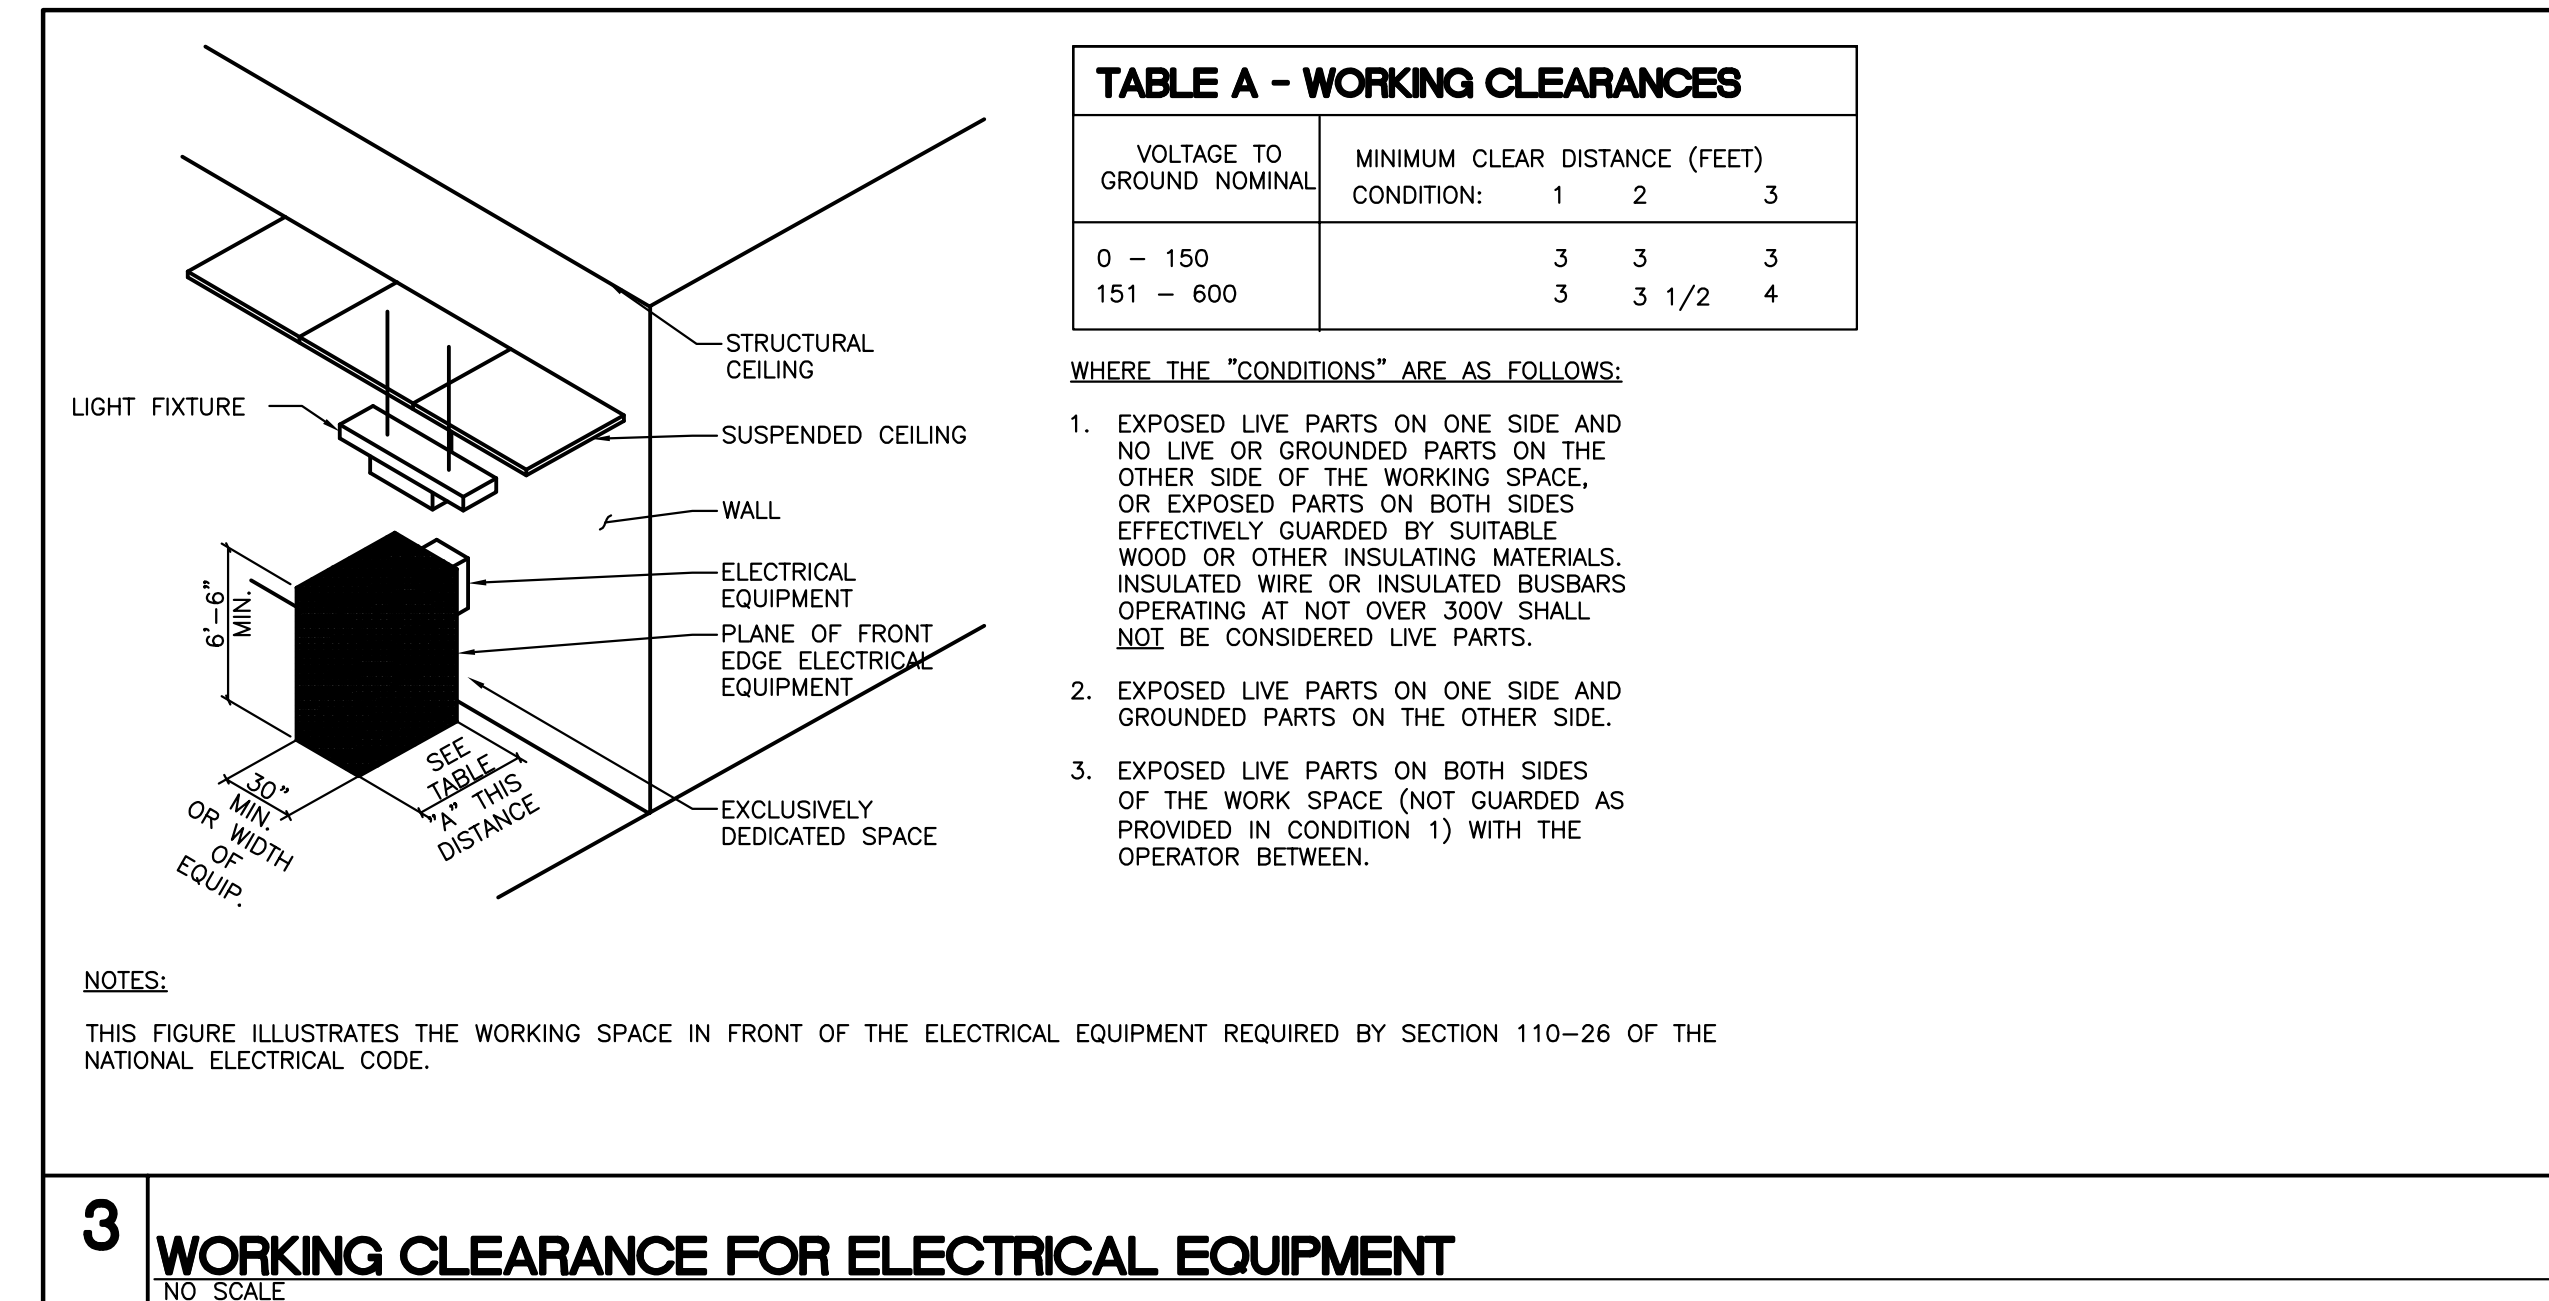 TABLE A - WORKING CLEARANCES
VOLTAGE TO
GROUND NOMINAL
MINIMUM CLEAR DISTANCE (FEET)
CONDITION: 1 2 3
0 – 150 3 3 3
151 – 600 3 3 1/2 4
STRUCTURAL
CEILING
LIGHT FIXTURE
SUSPENDED CEILING
WALL
ELECTRICAL
EQUIPMENT
PLANE OF FRONT
EDGE ELECTRICAL
EQUIPMENT
6'–6"
MIN.
30"
MIN.
OR WIDTH
OF
EQUIP.
SEE
TABLE
"A" THIS
DISTANCE
EXCLUSIVELY
DEDICATED SPACE
WHERE THE "CONDITIONS" ARE AS FOLLOWS:
1. EXPOSED LIVE PARTS ON ONE SIDE AND
NO LIVE OR GROUNDED PARTS ON THE
OTHER SIDE OF THE WORKING SPACE,
OR EXPOSED PARTS ON BOTH SIDES
EFFECTIVELY GUARDED BY SUITABLE
WOOD OR OTHER INSULATING MATERIALS.
INSULATED WIRE OR INSULATED BUSBARS
OPERATING AT NOT OVER 300V SHALL
NOT BE CONSIDERED LIVE PARTS.
2. EXPOSED LIVE PARTS ON ONE SIDE AND
GROUNDED PARTS ON THE OTHER SIDE.
3. EXPOSED LIVE PARTS ON BOTH SIDES
OF THE WORK SPACE (NOT GUARDED AS
PROVIDED IN CONDITION 1) WITH THE
OPERATOR BETWEEN.
NOTES:
THIS FIGURE ILLUSTRATES THE WORKING SPACE IN FRONT OF THE ELECTRICAL EQUIPMENT REQUIRED BY SECTION 110–26 OF THE
NATIONAL ELECTRICAL CODE.
3
WORKING CLEARANCE FOR ELECTRICAL EQUIPMENT
NO SCALE